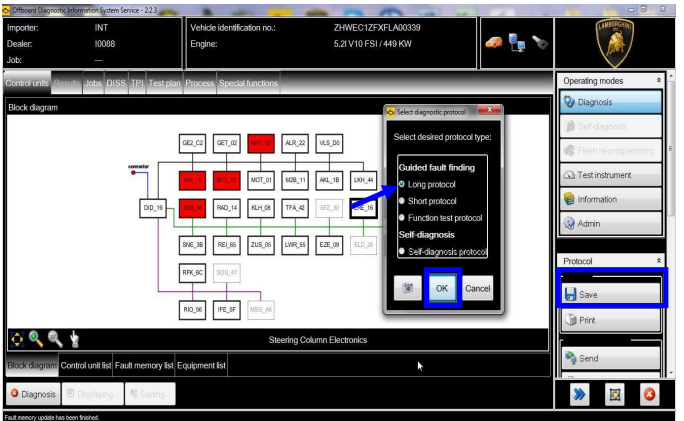 Offboard Diagnostic Information System Service - 2.2.3
Importer: INT
Dealer: I0088
Job: ---
Vehicle identification no.: ZHWEC1ZFXFLA00339
Engine: 5.2l V10 FSI / 449 KW
LAMBORGHINI
Control units Results Jobs DISS TPI Test plan Process Special functions
Operating modes
Block diagram
Diagnosis
Self-diagnosis
Flash re-programming
Test instrument
Information
Admin
Select diagnostic protocol
Select desired protocol type:
Guided fault finding
Long protocol
Short protocol
Function test protocol
Self-diagnosis
Self-diagnosis protocol
OK Cancel
GE2_C2 GET_02 ALR_22 VLS_D0
connector
MOT_01 M2B_11 AKL_1B LKH_44
DID_19 RAD_14 KLH_08 TFA_42 SFZ_30
SNE_3B REI_65 ZUS_05 LWR_55 EZE_09 ELD_26
RFK_6C SOU_47
RIO_56 IFE_5F MSG_A6
Protocol
Save
Print
Send
Steering Column Electronics
Block diagram Control unit list Fault memory list Equipment list
Diagnosis Displaying... Sorting...
Fault memory update has been finished.